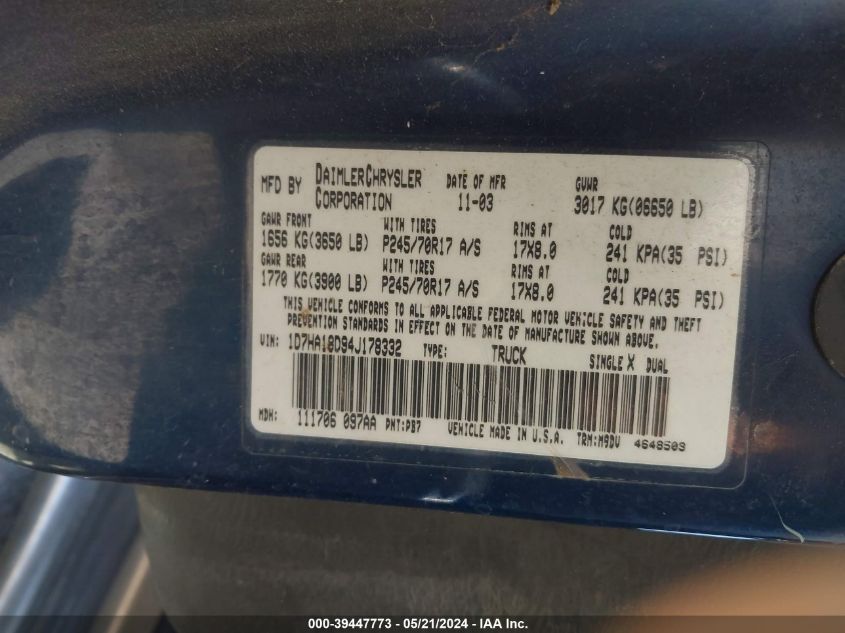 MFD BY DAIMLERCHRYSLER CORPORATION DATE OF MFR 11-03 GVWR 3017 KG(06650 LB)
GAWR FRONT WITH TIRES RIMS AT COLD
1656 KG(3650 LB) P245/70R17 A/S 17X8.0 241 KPA(35 PSI)
GAWR REAR WITH TIRES RIMS AT COLD
1770 KG(3900 LB) P245/70R17 A/S 17X8.0 241 KPA(35 PSI)
THIS VEHICLE CONFORMS TO ALL APPLICABLE FEDERAL MOTOR VEHICLE SAFETY AND THEFT
PREVENTION STANDARDS IN EFFECT ON THE DATE OF MANUFACTURE SHOWN ABOVE.
VIN: 1D7HA18D94J178332 TYPE: TRUCK SINGLE X DUAL
MDH: 111706 097AA PNT:PB7 VEHICLE MADE IN U.S.A. TRM:M9DV 4648503
000-39447773 - 05/21/2024 - IAA Inc.